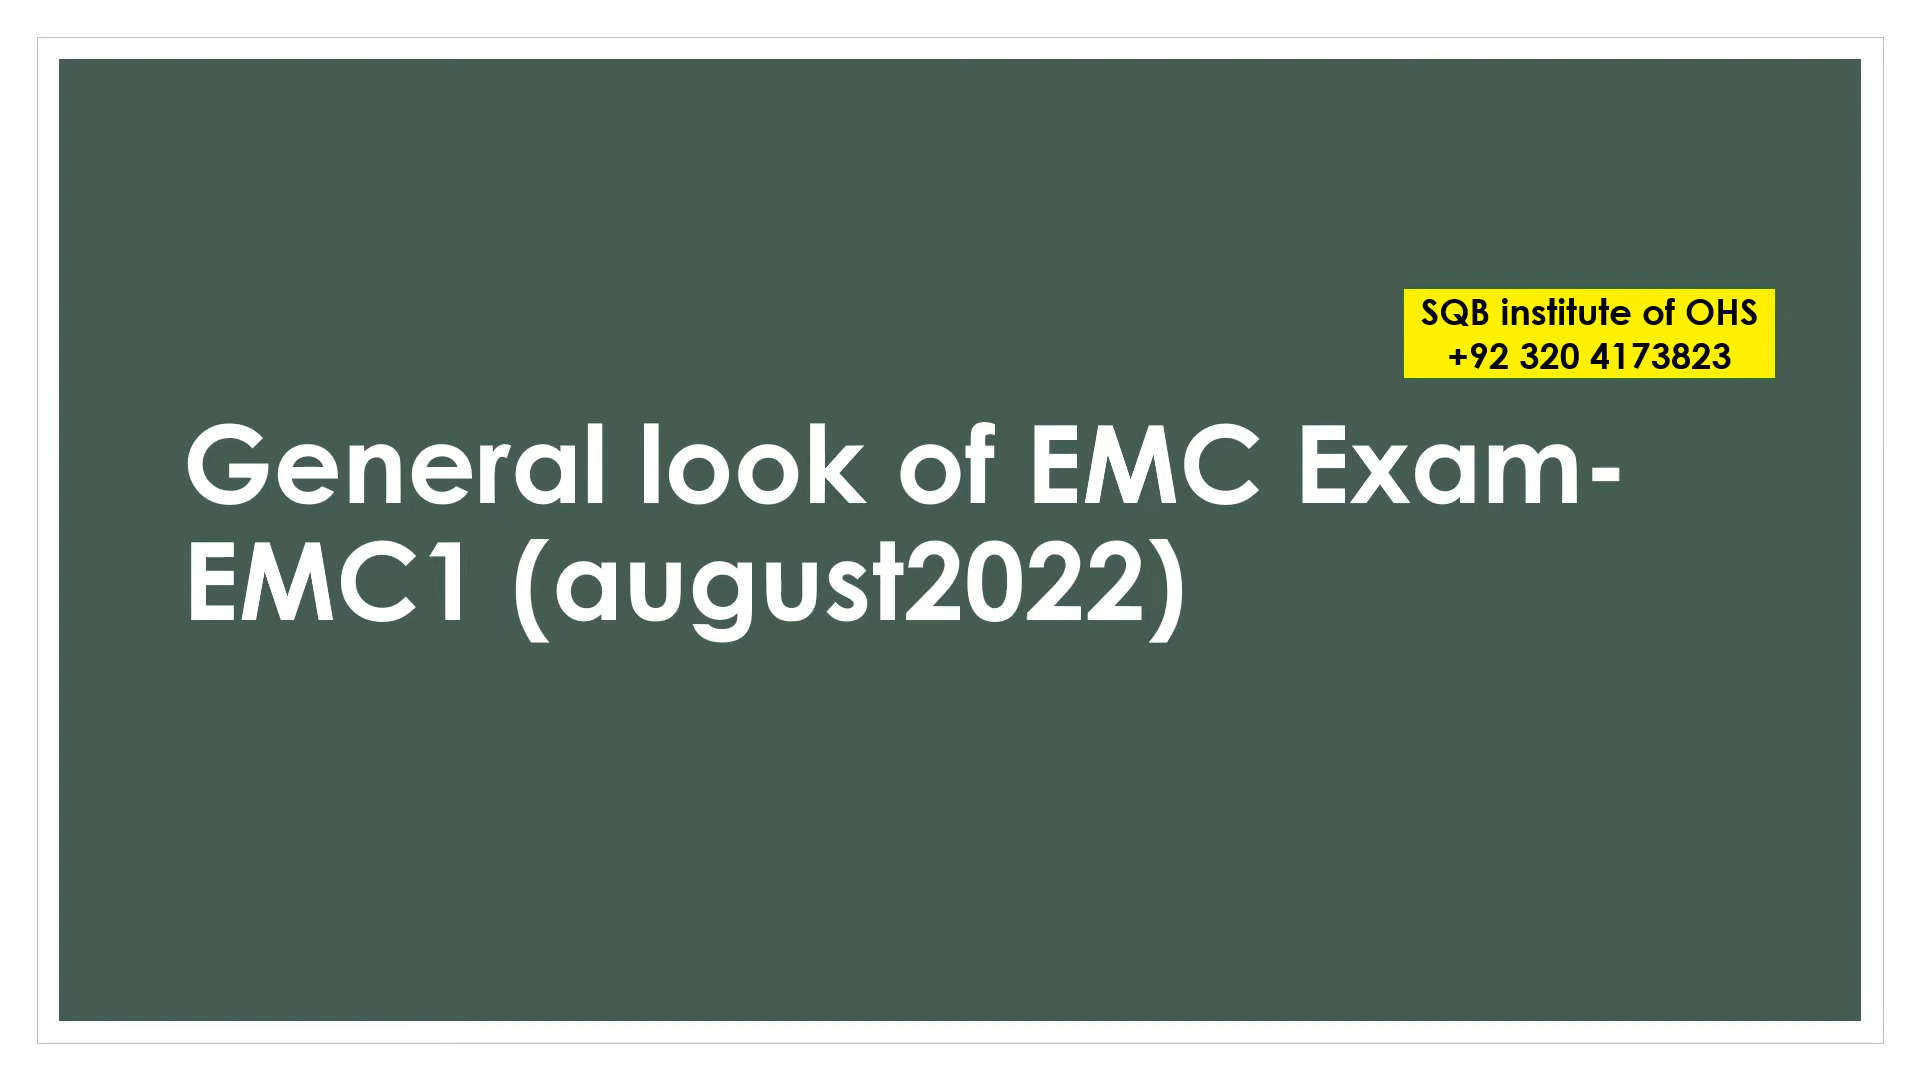 SQB institute of OHS
+92 320 4173823
General look of EMC Exam-
EMC1 (august2022)